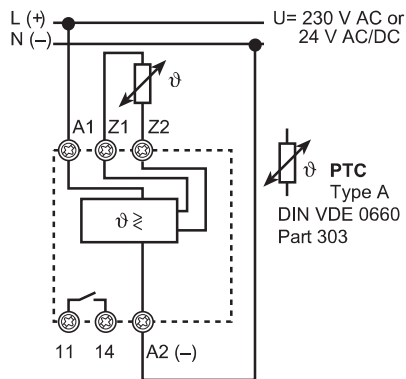 L (+)
U= 230 V AC or
N (–)
24 V AC/DC
ϑ
A1 Z1 Z2
ϑ PTC
Type A
DIN VDE 0660
Part 303
ϑ ≷
11 14 A2 (–)